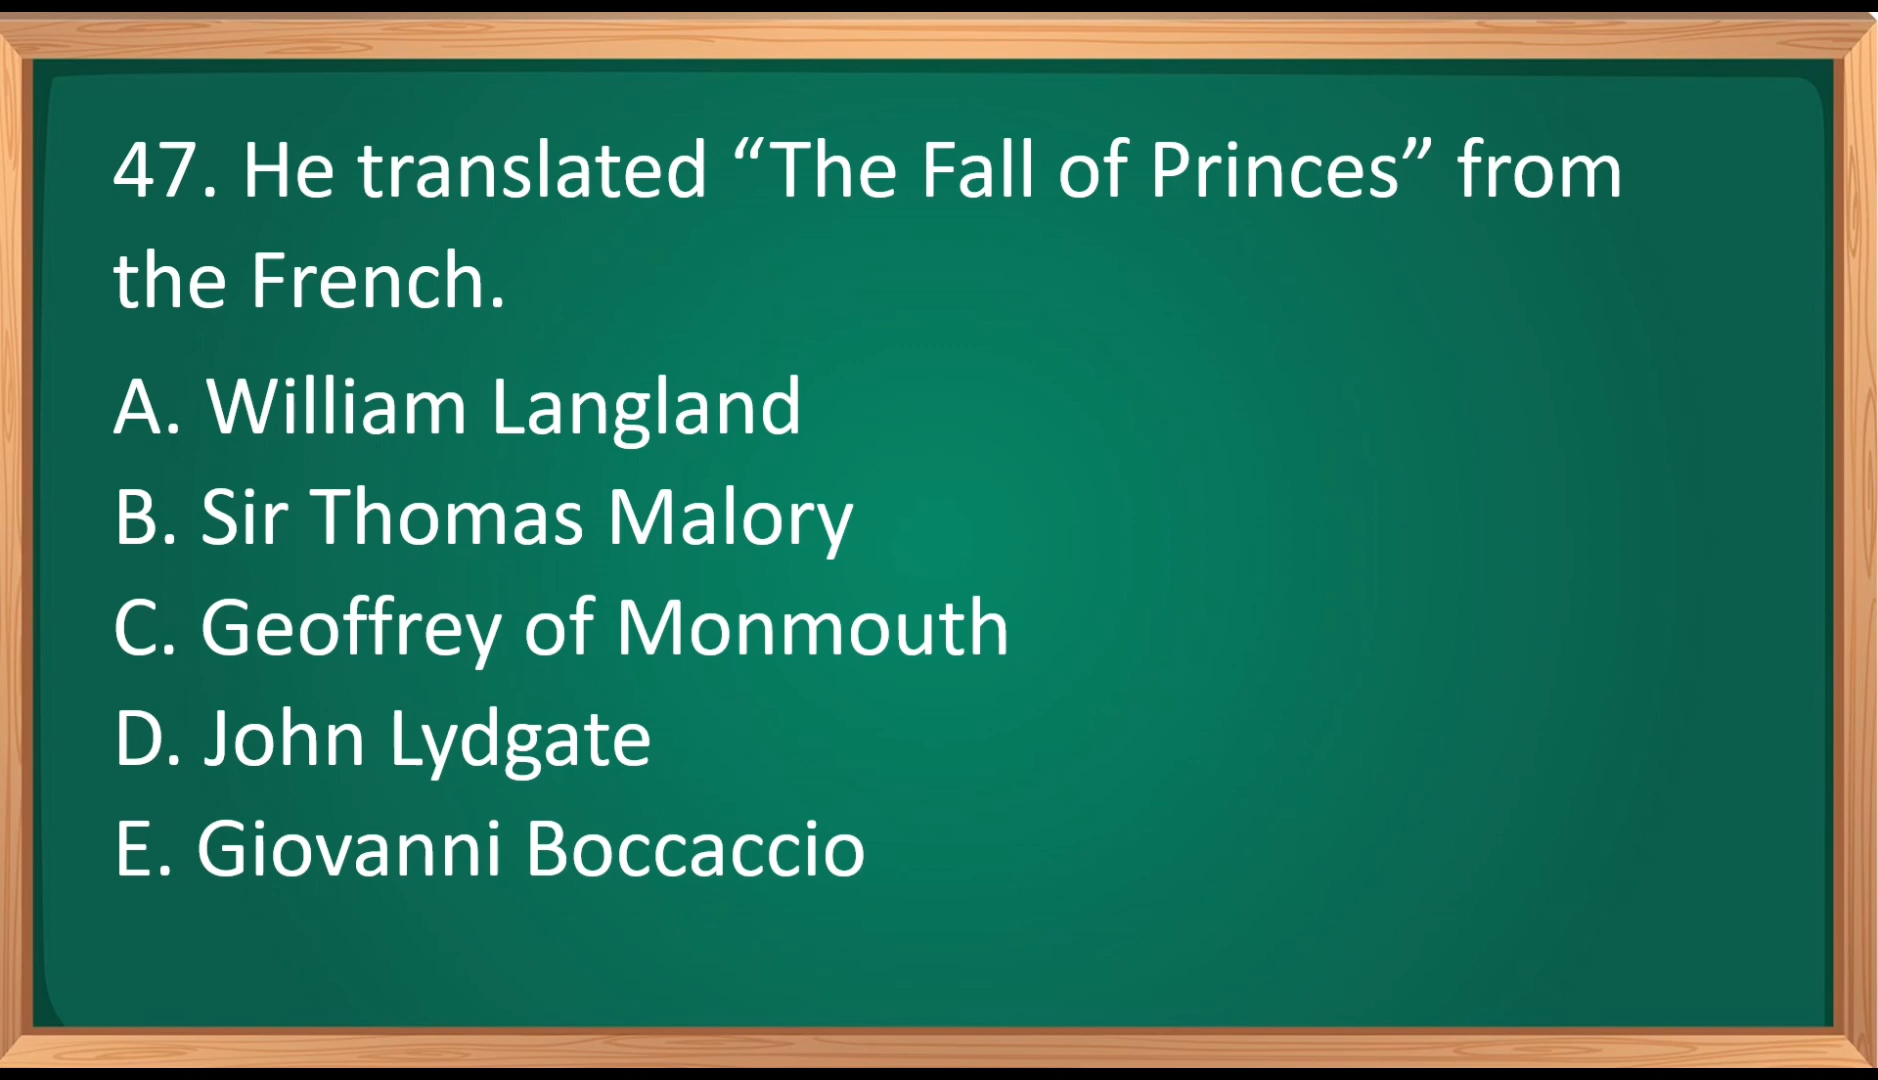 47. He translated “The Fall of Princes” from
the French.
A. William Langland
B. Sir Thomas Malory
C. Geoffrey of Monmouth
D. John Lydgate
E. Giovanni Boccaccio